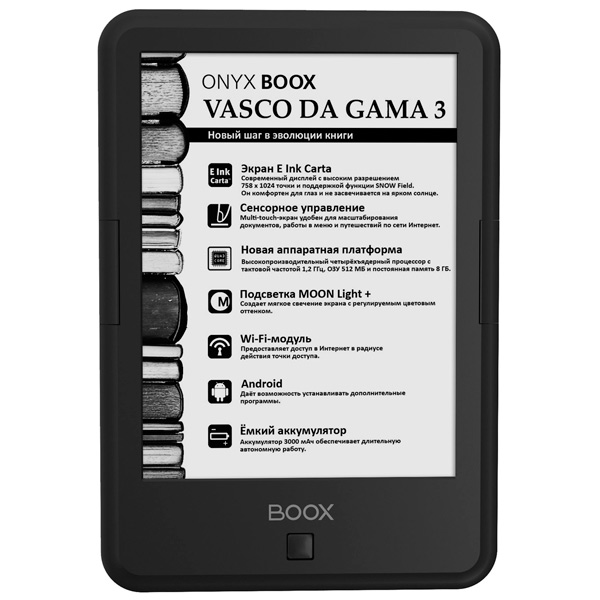 ONYX BOOX
VASCO DA GAMA 3
Новый шаг в эволюции книги
E Ink
Carta
Экран E Ink Carta
Современный дисплей с высоким разрешением
758 x 1024 точки и поддержкой функции SNOW Field.
Он комфортен для глаз и не засвечивается на ярком солнце.
Сенсорное управление
Multi-touch-экран удобен для масштабирования
документов, работы в меню и путешествий по сети Интернет.
QUAD
CORE
Новая аппаратная платформа
Высокопроизводительный четырёхъядерный процессор с
тактовой частотой 1,2 ГГц, ОЗУ 512 МБ и постоянная память 8 ГБ.
M
Подсветка MOON Light +
Создает мягкое свечение экрана с регулируемым цветовым
оттенком.
Wi-Fi-модуль
Предоставляет доступ в Интернет в радиусе
действия точки доступа.
Android
Даёт возможность устанавливать дополнительные
программы.
Ёмкий аккумулятор
Аккумулятор 3000 мАч обеспечивает длительную
автономную работу.
BOOX